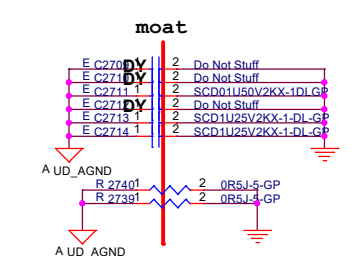 moat
E C2709 DY 2 Do Not Stuff
E C2710 DY 2 Do Not Stuff
E C2711 1 2 SCD01U50V2KX-1DLGP
E C2712 DY 2 Do Not Stuff
E C2713 1 2 SCD1U25V2KX-1-DL-GP
E C2714 1 2 SCD1U25V2KX-1-DL-GP
A UD_AGND
R 2740 1 2 0R5J-5-GP
R 2739 1 2 0R5J-5-GP
A UD_AGND